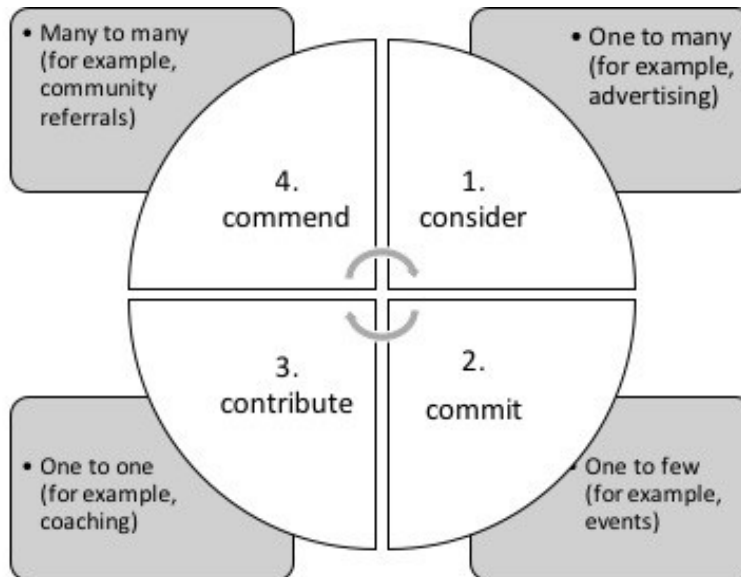 • Many to many
(for example,
community
referrals)
• One to many
(for example,
advertising)
4.
commend
1.
consider
3.
contribute
2.
commit
• One to one
(for example,
coaching)
• One to few
(for example,
events)